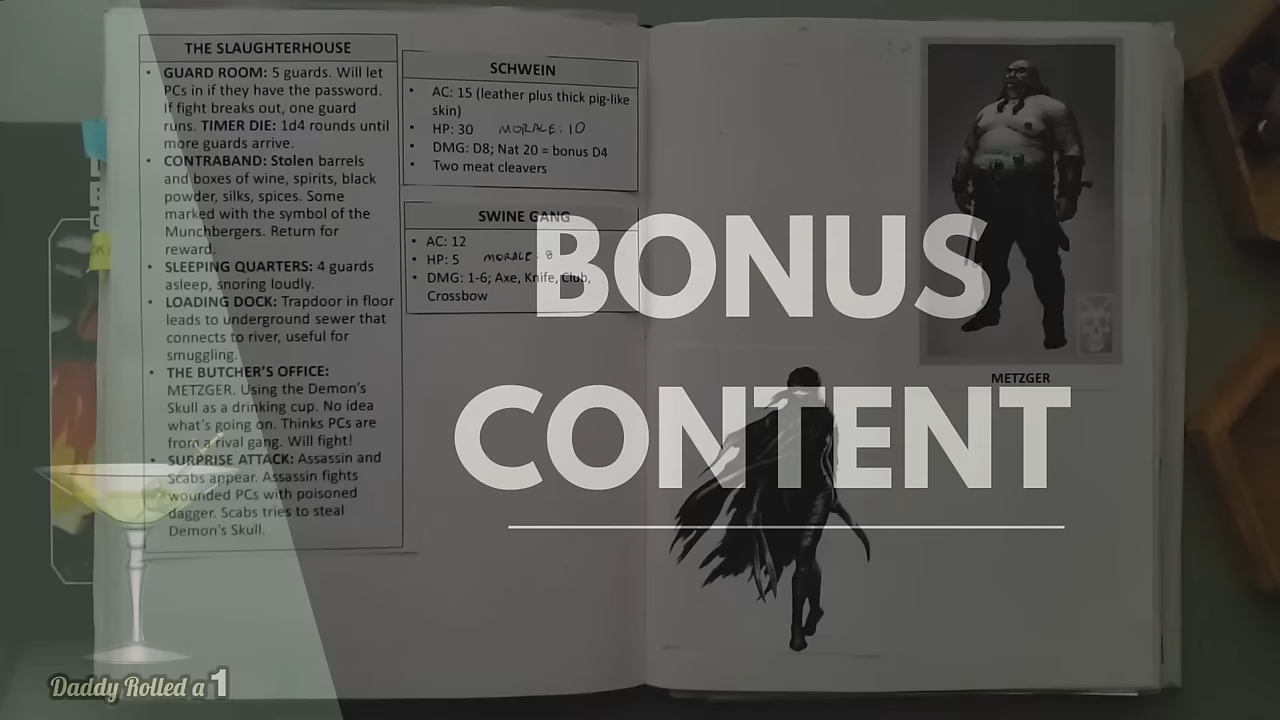 THE SLAUGHTERHOUSE
• GUARD ROOM: 5 guards. Will let
PCs in if they have the password.
If fight breaks out, one guard
runs. TIMER DIE: 1d4 rounds until
more guards arrive.
• CONTRABAND: Stolen barrels
and boxes of wine, spirits, black
powder, silks, spices. Some
marked with the symbol of the
Munchbergers. Return for
reward.
• SLEEPING QUARTERS: 4 guards
asleep, snoring loudly.
• LOADING DOCK: Trapdoor in floor
leads to underground sewer that
connects to river, useful for
smuggling.
• THE BUTCHER'S OFFICE:
METZGER. Using the Demon's
Skull as a drinking cup. No idea
what's going on. Thinks PCs are
from a rival gang. Will fight!
• SURPRISE ATTACK: Assassin and
Scabs appear. Assassin fights
wounded PCs with poisoned
dagger. Scabs tries to steal
Demon's Skull.
SCHWEIN
• AC: 15 (leather plus thick pig-like
skin)
• HP: 30 MORALE: 10
• DMG: D8; Nat 20 = bonus D4
• Two meat cleavers
SWINE GANG
• AC: 12
• HP: 5 MORALE: 8
• DMG: 1-6; Axe, Knife, Club,
Crossbow
METZGER
BONUS
CONTENT
Daddy Rolled a 1